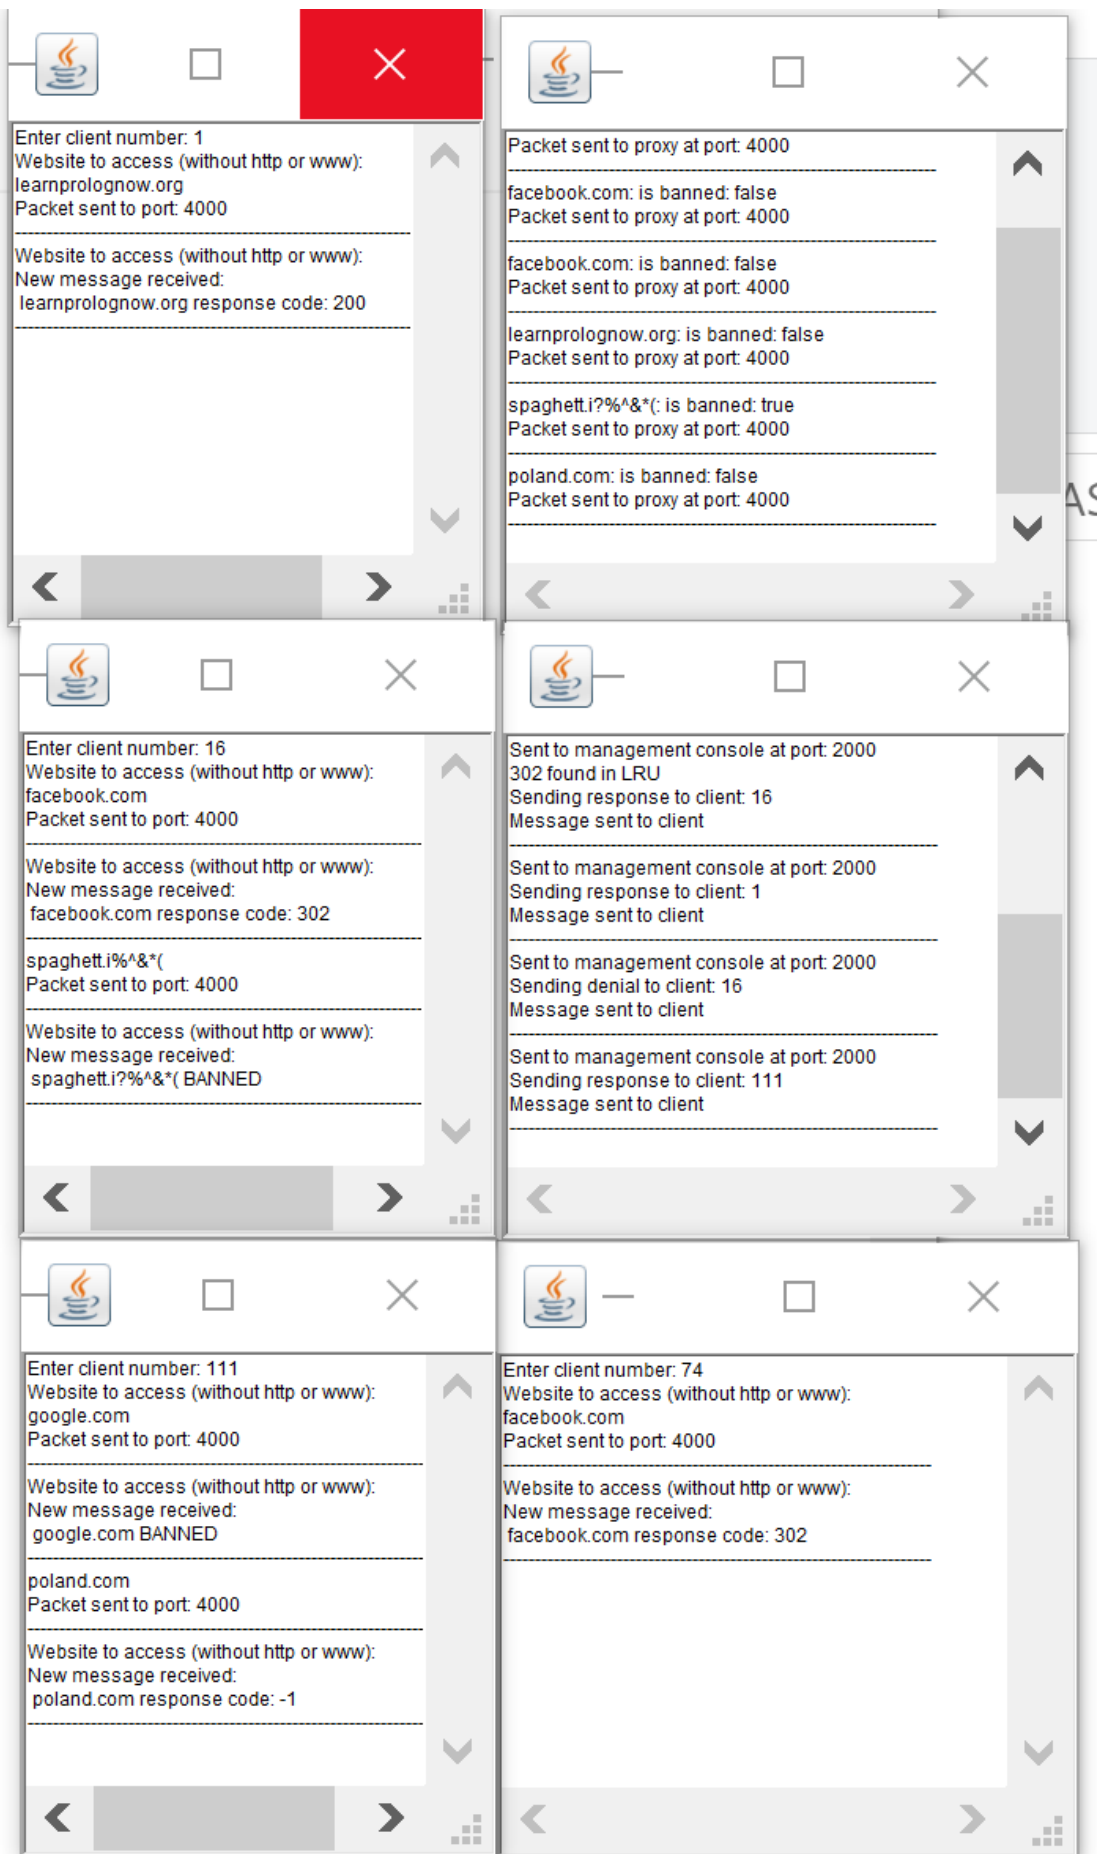 Enter client number: 1
Website to access (without http or www):
learnprolognow.org
Packet sent to port: 4000
Website to access (without http or www):
New message received:
learnprolognow.org response code: 200
Packet sent to proxy at port: 4000
facebook.com: is banned: false
Packet sent to proxy at port: 4000
facebook.com: is banned: false
Packet sent to proxy at port: 4000
learnprolognow.org: is banned: false
Packet sent to proxy at port: 4000
spaghett.i?%^&*(: is banned: true
Packet sent to proxy at port: 4000
poland.com: is banned: false
Packet sent to proxy at port: 4000
Enter client number: 16
Website to access (without http or www):
facebook.com
Packet sent to port: 4000
Website to access (without http or www):
New message received:
facebook.com response code: 302
spaghett.i%^&*(
Packet sent to port: 4000
Website to access (without http or www):
New message received:
spaghett.i?%^&*( BANNED
Sent to management console at port: 2000
302 found in LRU
Sending response to client: 16
Message sent to client
Sent to management console at port: 2000
Sending response to client: 1
Message sent to client
Sent to management console at port: 2000
Sending denial to client: 16
Message sent to client
Sent to management console at port: 2000
Sending response to client: 111
Message sent to client
Enter client number: 111
Website to access (without http or www):
google.com
Packet sent to port: 4000
Website to access (without http or www):
New message received:
google.com BANNED
poland.com
Packet sent to port: 4000
Website to access (without http or www):
New message received:
poland.com response code: -1
Enter client number: 74
Website to access (without http or www):
facebook.com
Packet sent to port: 4000
Website to access (without http or www):
New message received:
facebook.com response code: 302